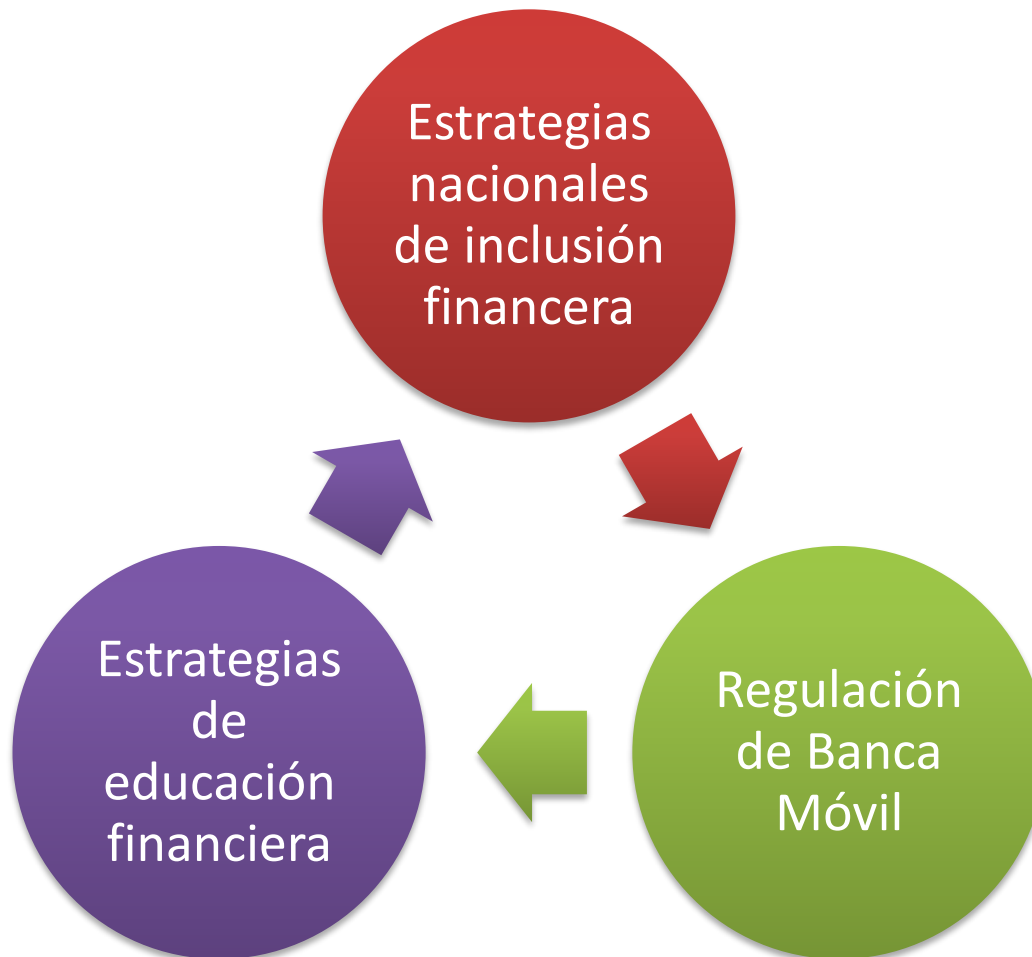 Estrategias
nacionales
de inclusión
financera
Regulación
de Banca
Móvil
Estrategias
de
educación
financiera